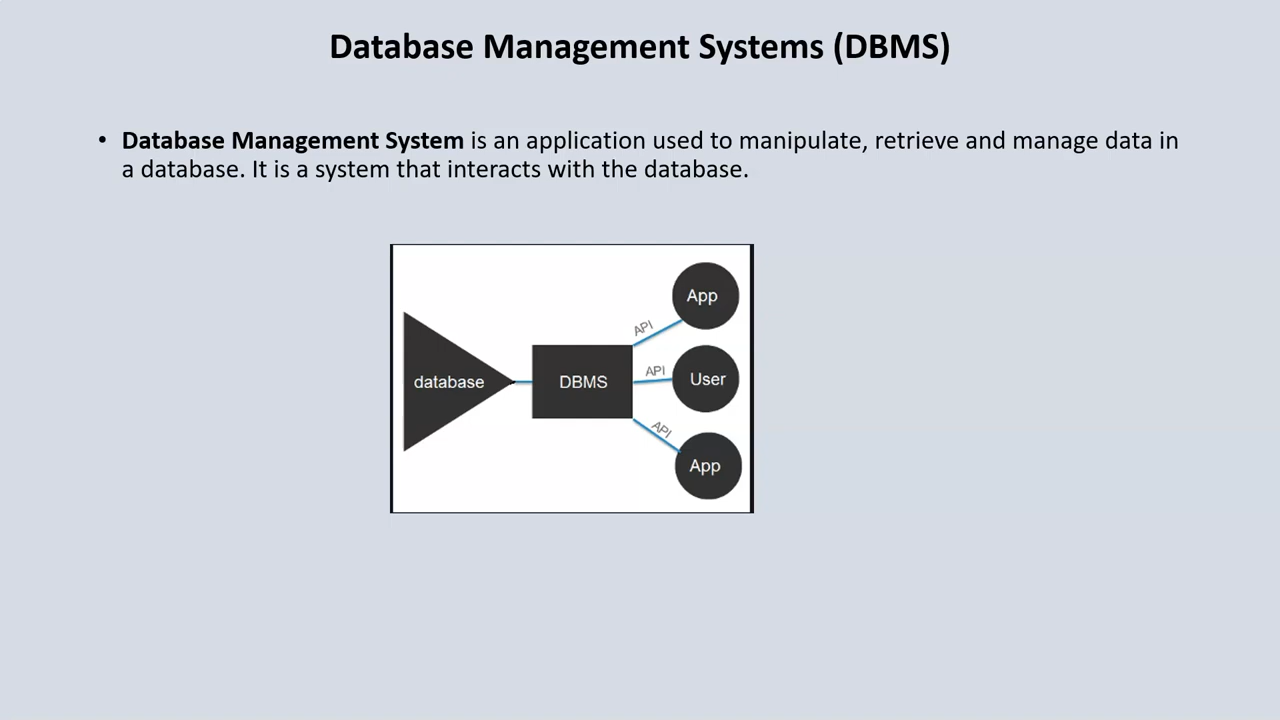 Database Management Systems (DBMS)
• Database Management System is an application used to manipulate, retrieve and manage data in
a database. It is a system that interacts with the database.
App
API
database
DBMS
API
User
API
App